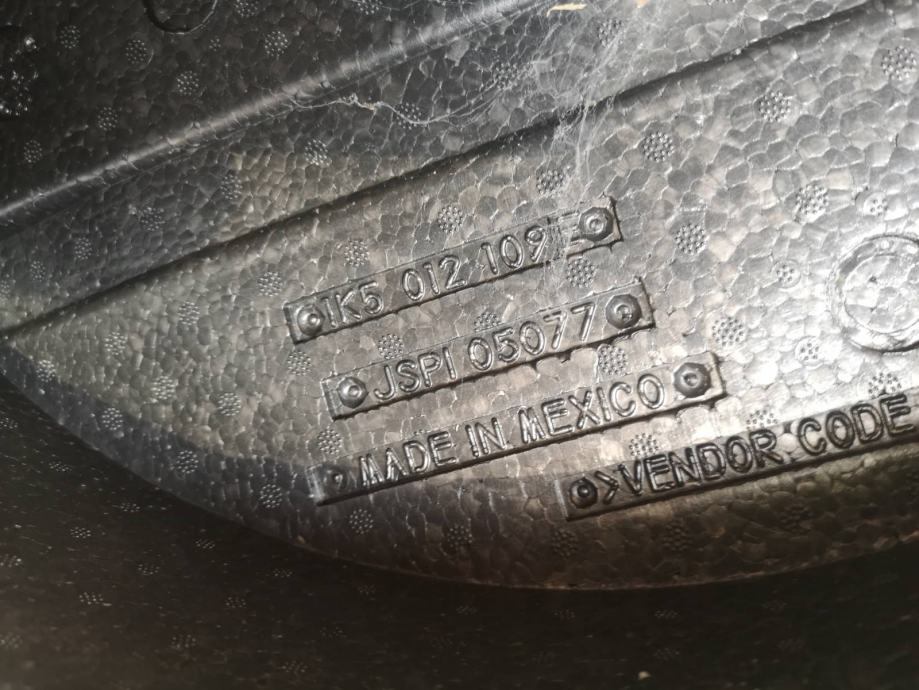 1K5 012 109 E
JSPI 05077
MADE IN MEXICO
>VENDOR CODE